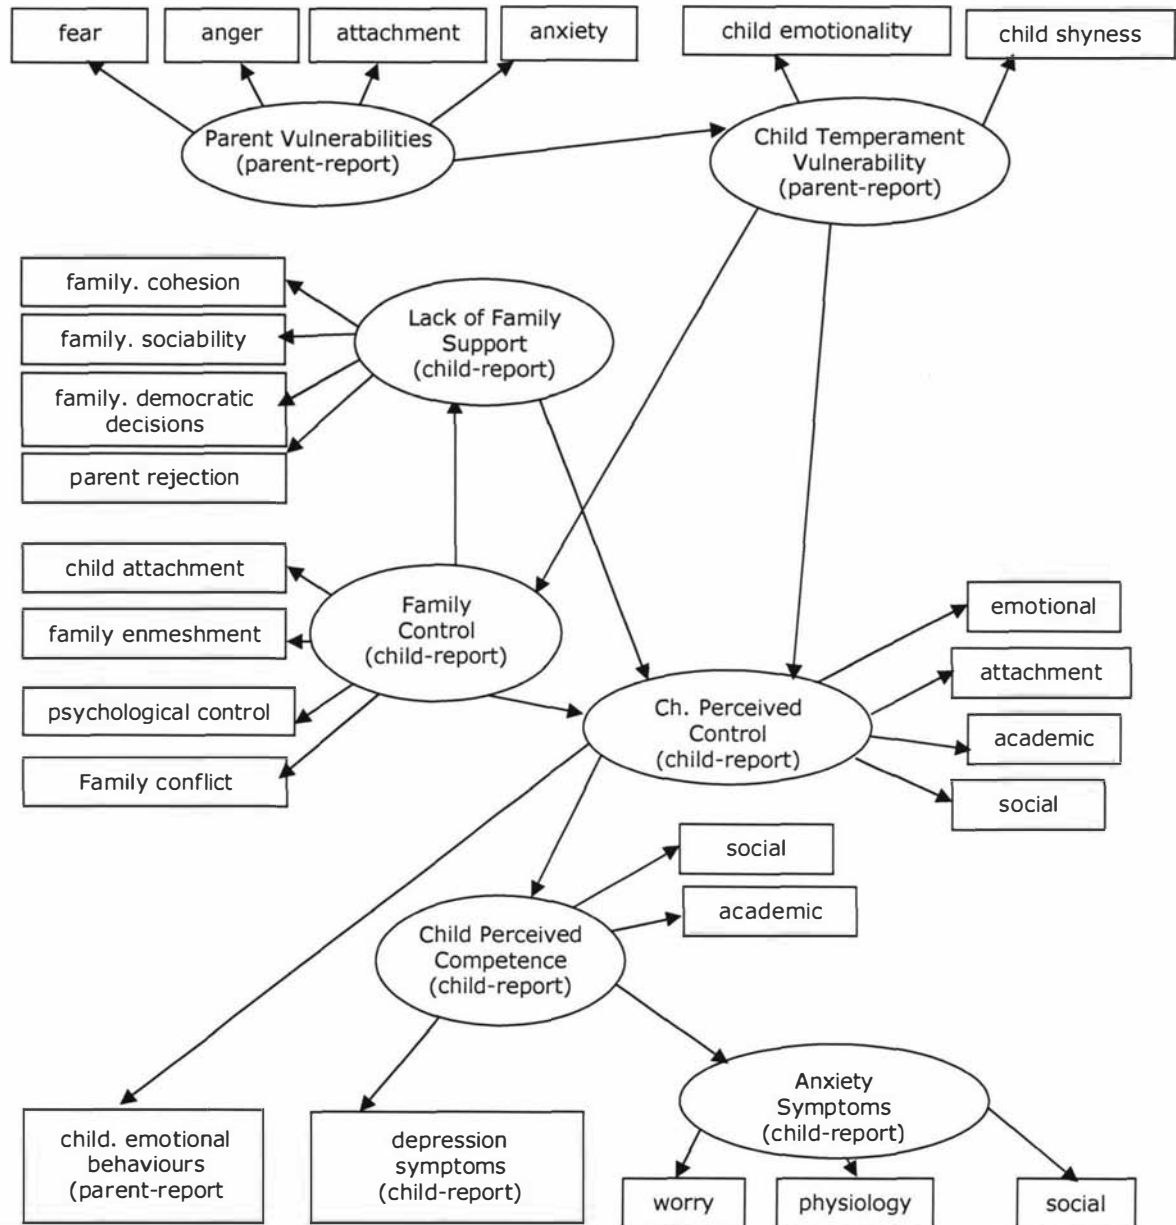 fear
anger
attachment
anxiety
child emotionality
child shyness
Parent Vulnerabilities
(parent-report)
Child Temperament
Vulnerability
(parent-report)
family. cohesion
family. sociability
family. democratic
decisions
parent rejection
Lack of Family
Support
(child-report)
child attachment
family enmeshment
psychological control
Family conflict
Family
Control
(child-report)
Ch. Perceived
Control
(child-report)
emotional
attachment
academic
social
social
academic
Child Perceived
Competence
(child-report)
Anxiety
Symptoms
(child-report)
child. emotional
behaviours
(parent-report
depression
symptoms
(child-report)
worry
physiology
social